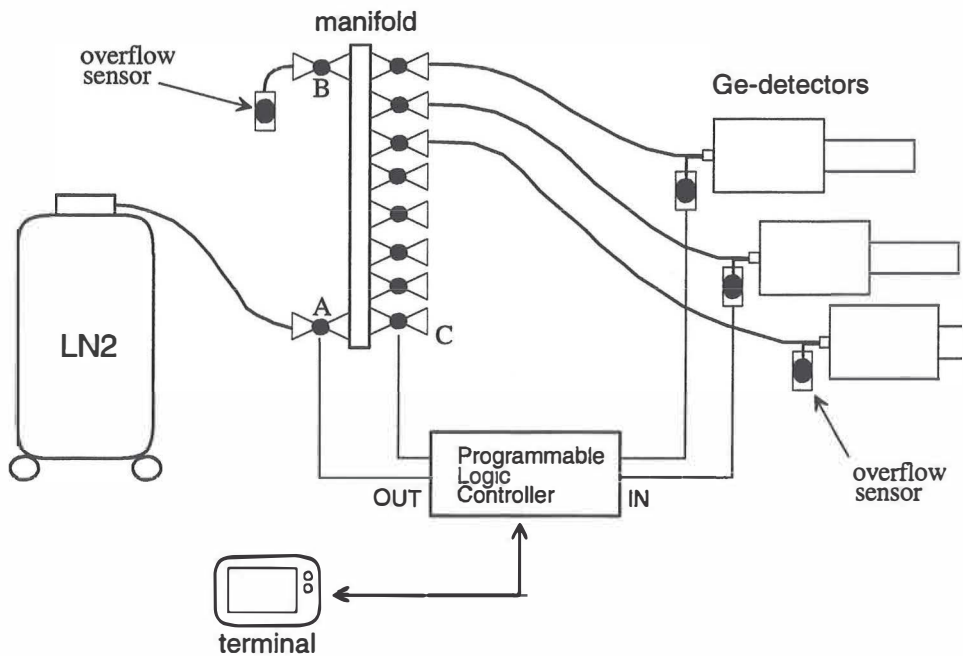 manifold
overflow
sensor
B
Ge-detectors
A
LN2
C
Programmable
Logic
Controller
OUT
IN
overflow
sensor
terminal